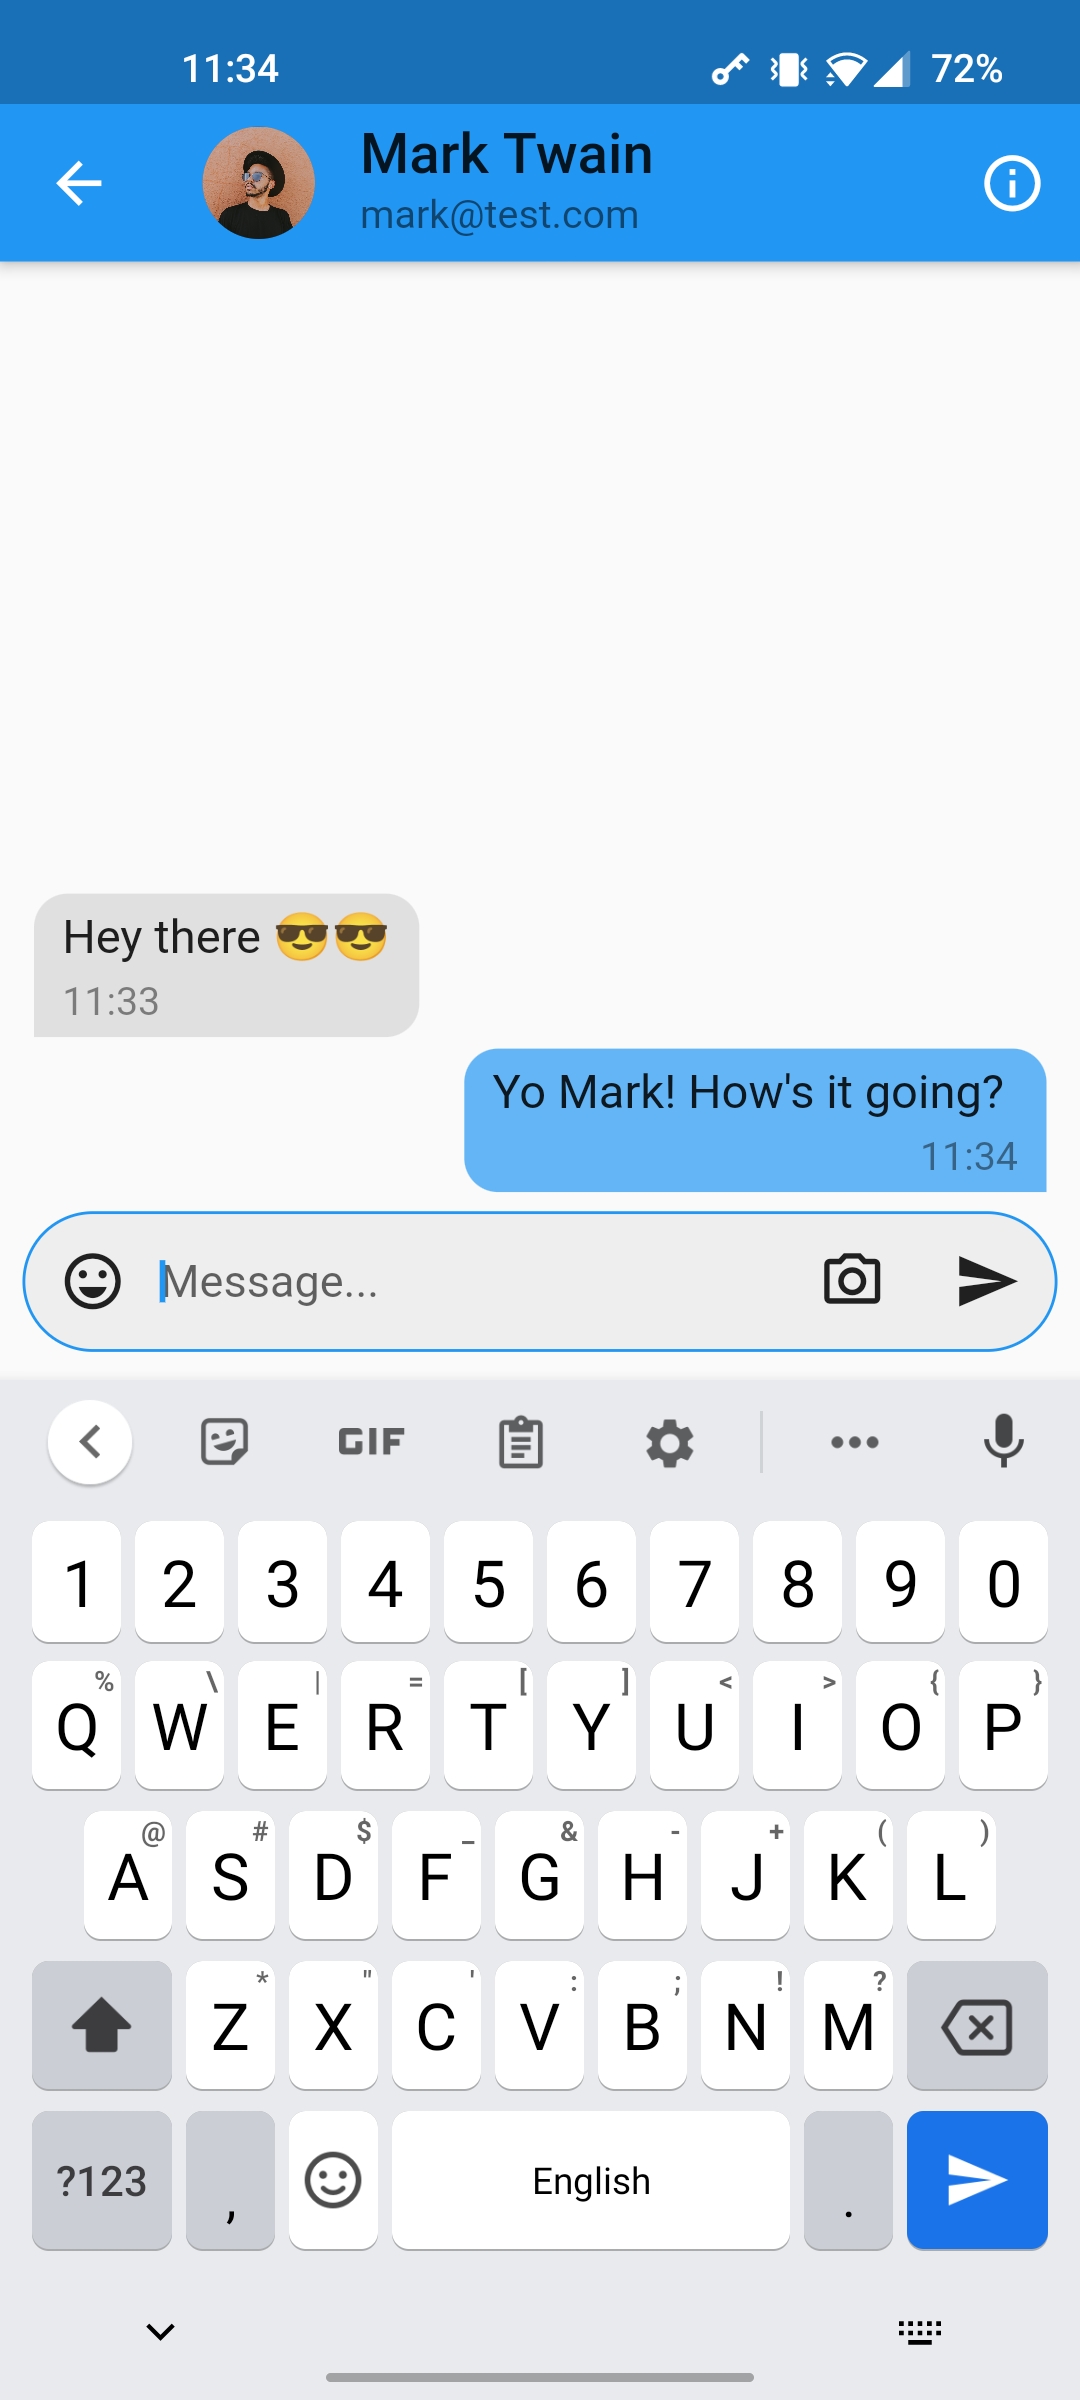 11:34 72%
Mark Twain
mark@test.com
Hey there 😎😎
11:33
Yo Mark! How's it going?
11:34
Message...
GIF
1 2 3 4 5 6 7 8 9 0
% \ | = [ ] < > { }
Q W E R T Y U I O P
@ # $ _ & - + ( )
A S D F G H J K L
* " ' : ; ! ?
Z X C V B N M
?123 , English .